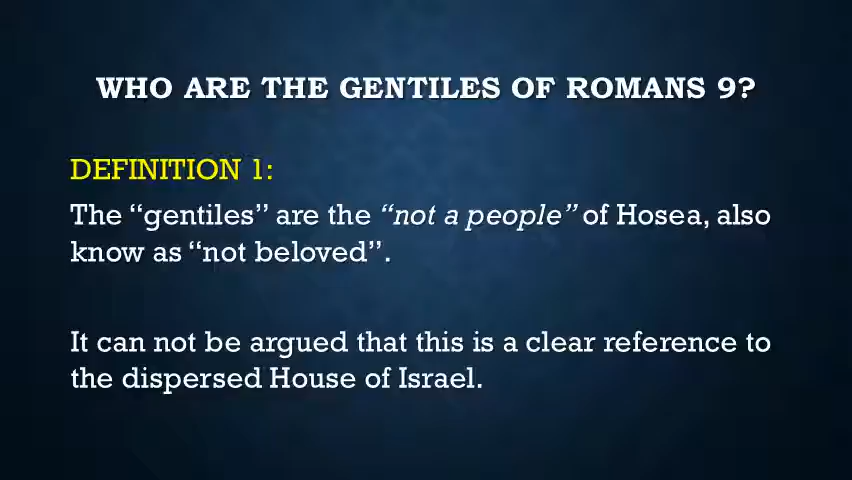 WHO ARE THE GENTILES OF ROMANS 9?
DEFINITION 1:
The “gentiles” are the “not a people” of Hosea, also
know as “not beloved”.
It can not be argued that this is a clear reference to
the dispersed House of Israel.